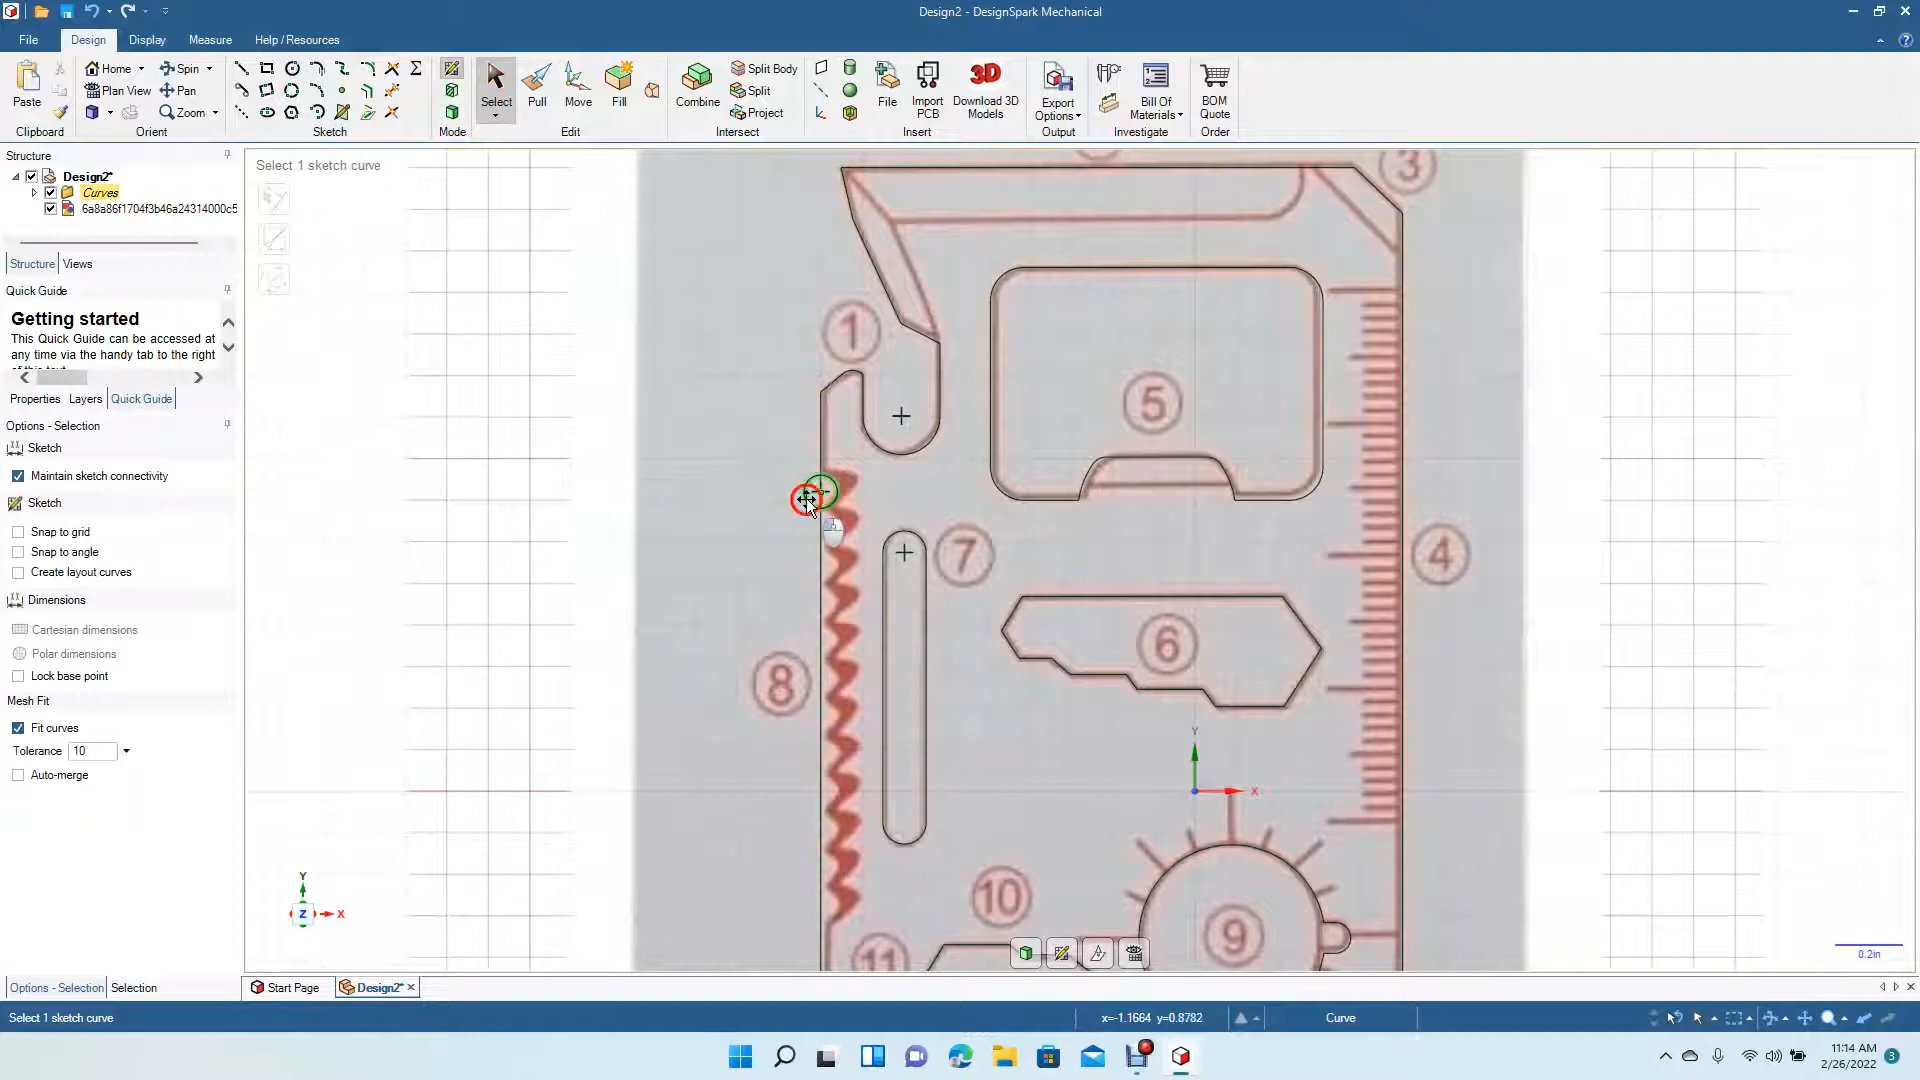 Design2 - DesignSpark Mechanical
File Design Display Measure Help / Resources
Paste
Home Spin
Plan View Pan
Zoom
Select Pull Move Fill
Combine
Split Body
Split
Project
File Import PCB Download 3D Models
Export Options
Bill Of Materials
BOM Quote
Clipboard Orient Sketch Mode Edit Intersect Insert Output Investigate Order
Structure
Design2*
Curves
6a8a86f1704f3b46a24314000c5
Structure Views
Quick Guide
Getting started
This Quick Guide can be accessed at
any time via the handy tab to the right
Properties Layers Quick Guide
Options - Selection
Sketch
Maintain sketch connectivity
Sketch
Snap to grid
Snap to angle
Create layout curves
Dimensions
Cartesian dimensions
Polar dimensions
Lock base point
Mesh Fit
Fit curves
Tolerance 10
Auto-merge
Options - Selection Selection
Select 1 sketch curve
3
1
5
7
4
6
8
10
9
11
Y
X
Y
Z X
0.2in
Start Page Design2*
Select 1 sketch curve
x=-1.1664 y=0.8782
Curve
11:14 AM
2/26/2022
3